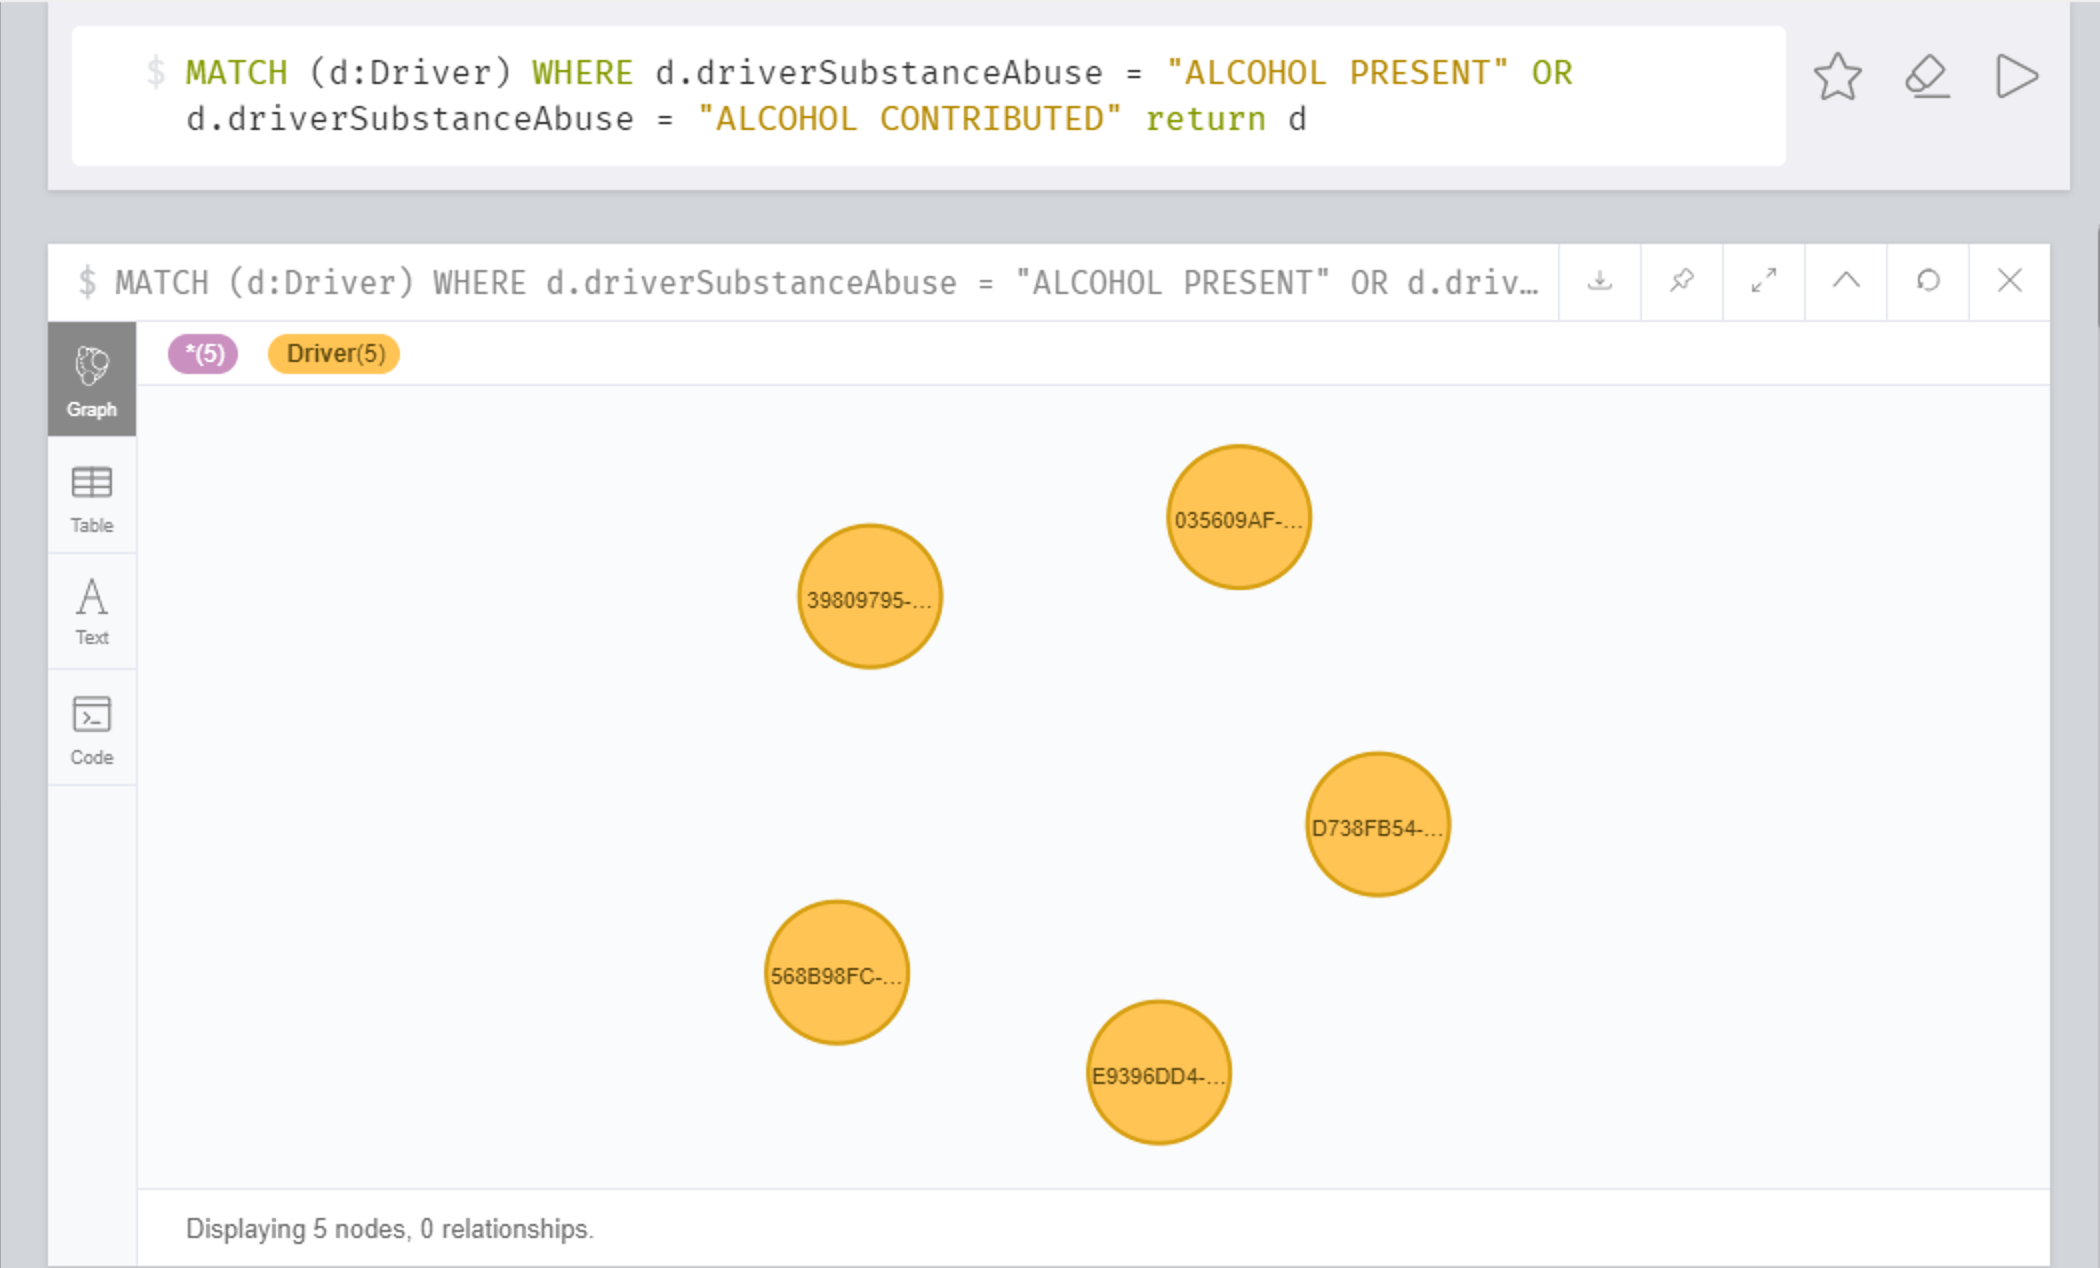 $ MATCH (d:Driver) WHERE d.driverSubstanceAbuse = "ALCOHOL PRESENT" OR
d.driverSubstanceAbuse = "ALCOHOL CONTRIBUTED" return d
$ MATCH (d:Driver) WHERE d.driverSubstanceAbuse = "ALCOHOL PRESENT" OR d.driv…
*(5) Driver(5)
Graph
Table
Text
Code
035609AF-...
39809795-...
D738FB54-...
568B98FC-...
E9396DD4-...
Displaying 5 nodes, 0 relationships.